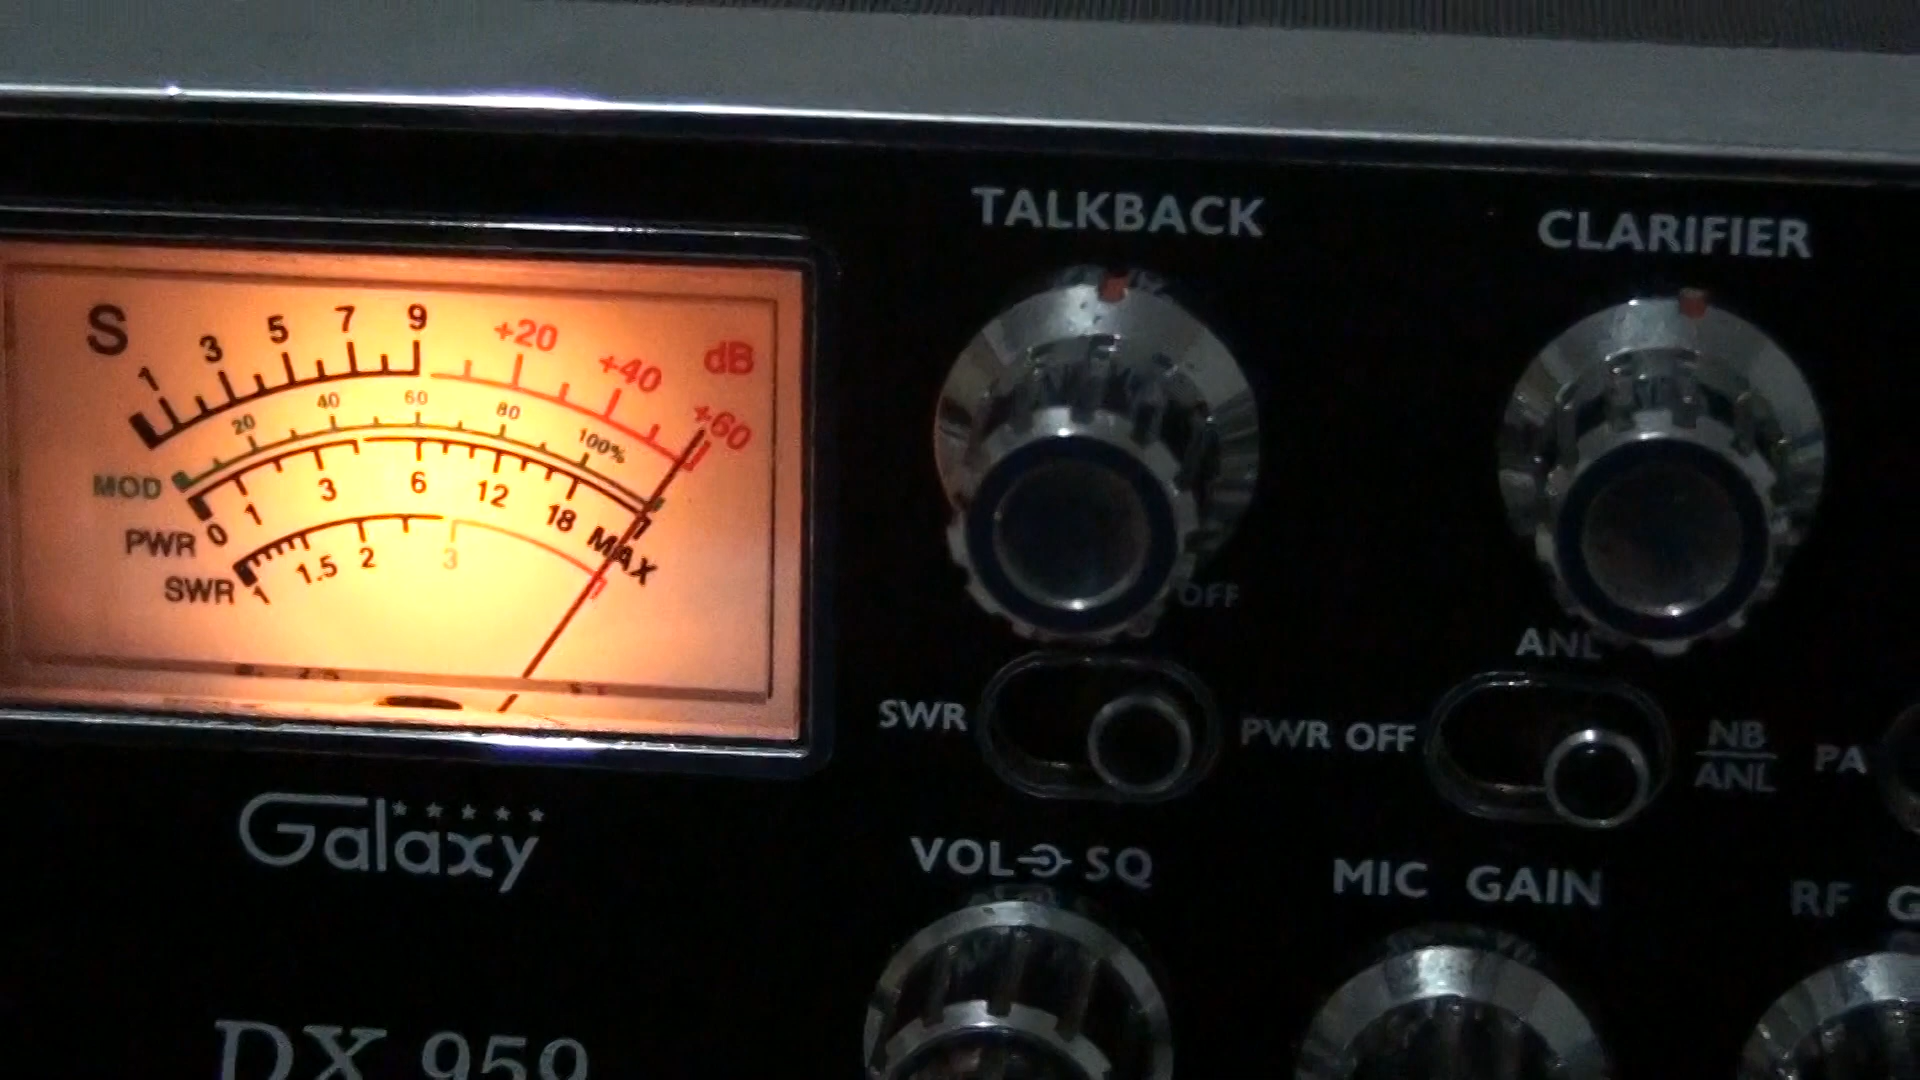 TALKBACK
CLARIFIER
S 1 3 5 7 9 +20 +40 +60 dB
MOD 20 40 60 80 100%
PWR 0 1 3 6 12 18 MAX
SWR 1 1.5 2 3
OFF
ANL
SWR PWR OFF NB
ANL
PA
Galaxy
VOL SQ
MIC GAIN
RF G
DX 959